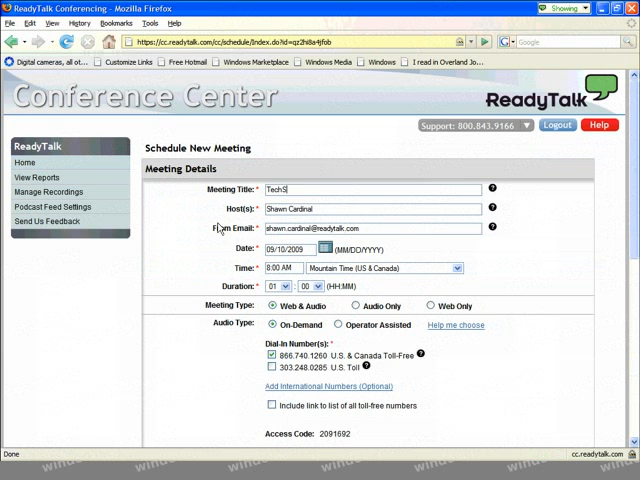 ReadyTalk Conferencing - Mozilla Firefox
Showing
File Edit View History Bookmarks Tools Help
https://cc.readytalk.com/cc/schedule/Index.do?id=qz2hi8a4jfob
Google
Digital cameras, all ot... Customize Links Free Hotmail Windows Marketplace Windows Media Windows I read in Overland Jo...
Conference Center
ReadyTalk
Support: 800.843.9166 Logout Help
ReadyTalk
Home
View Reports
Manage Recordings
Podcast Feed Settings
Send Us Feedback
Schedule New Meeting
Meeting Details
Meeting Title: * TechS
Host(s): * Shawn Cardinal
From Email: * shawn.cardinal@readytalk.com
Date: * 09/10/2009 (MM/DD/YYYY)
Time: * 8:00 AM Mountain Time (US & Canada)
Duration: * 01 : 00 (HH:MM)
Meeting Type: * Web & Audio Audio Only Web Only
Audio Type: * On-Demand Operator Assisted Help me choose
Dial-In Number(s): *
866.740.1260 U.S. & Canada Toll-Free
303.248.0285 U.S. Toll
Add International Numbers (Optional)
Include link to list of all toll-free numbers
Access Code: 2091692
Done cc.readytalk.com